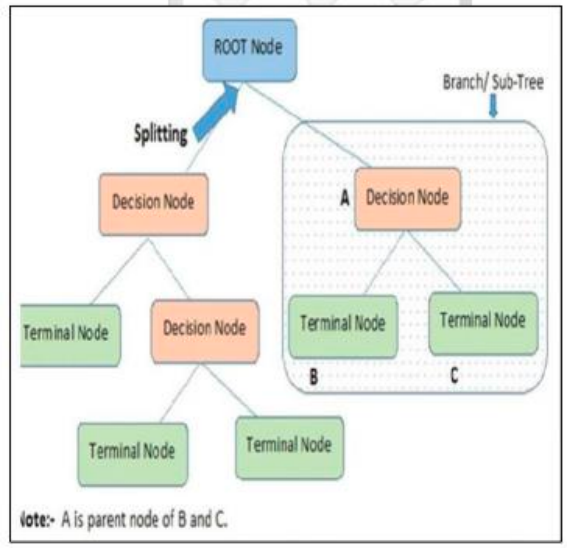 ROOT Node
Branch/ Sub-Tree
Splitting
Decision Node
A Decision Node
Terminal Node
Decision Node
Terminal Node
Terminal Node
B
C
Terminal Node
Terminal Node
Note:- A is parent node of B and C.